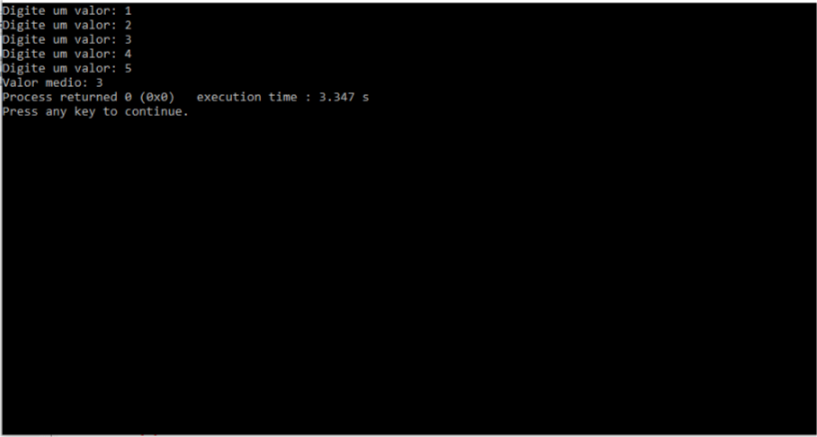 Digite um valor: 1
Digite um valor: 2
Digite um valor: 3
Digite um valor: 4
Digite um valor: 5
Valor medio: 3
Process returned 0 (0x0)   execution time : 3.347 s
Press any key to continue.